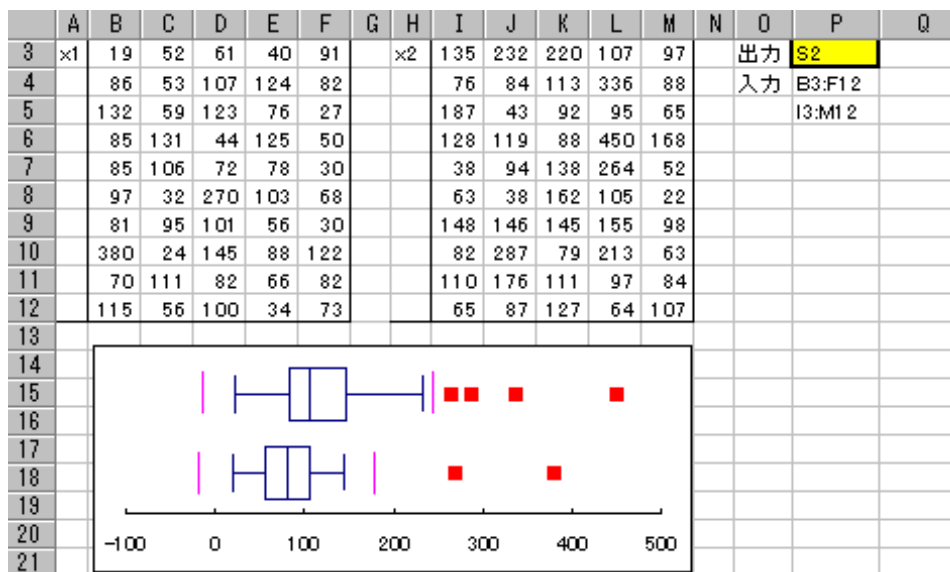 A B C D E F G H I J K L M N O P Q
3 x1 19 52 61 40 91 x2 135 232 220 107 97 出力 S2
4 86 53 107 124 82 76 84 113 336 88 入力 B3:F12
5 132 59 123 76 27 187 43 92 95 65 I3:M12
6 85 131 44 125 50 128 119 88 450 168
7 85 106 72 78 30 38 94 138 264 52
8 97 32 270 103 68 63 38 162 105 22
9 81 95 101 56 30 148 146 145 155 98
10 380 24 145 88 122 82 287 79 213 63
11 70 111 82 66 82 110 176 111 97 84
12 115 56 100 34 73 65 87 127 64 107
13
14
15
16
17
18
19
20
21
-100 0 100 200 300 400 500